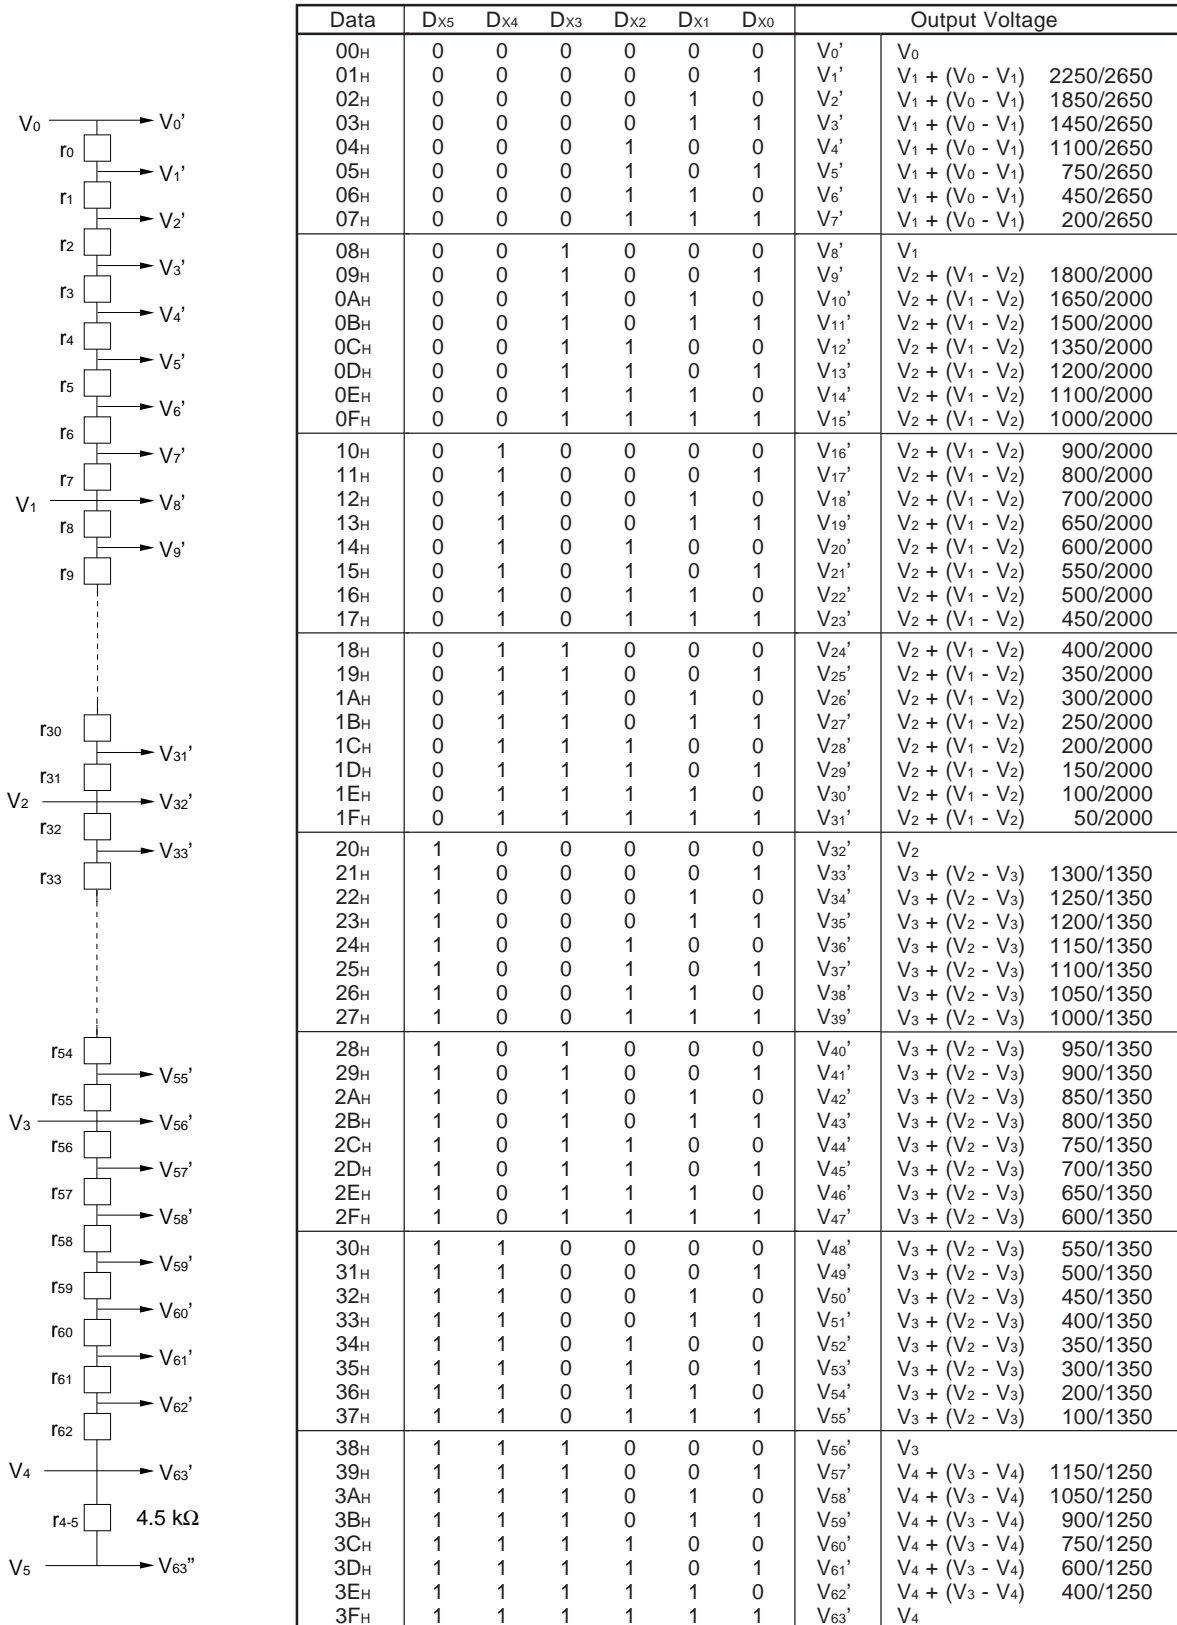 V0 V0’
r0
V1’
r1
V2’
r2
V3’
r3
V4’
r4
V5’
r5
V6’
r6
V7’
r7
V1 V8’
r8
V9’
r9
r30
V31’
r31
V2 V32’
r32
V33’
r33
r54
V55’
r55
V3 V56’
r56
V57’
r57
V58’
r58
V59’
r59
V60’
r60
V61’
r61
V62’
r62
V4 V63’
r4-5 4.5 kΩ
V5 V63”
Data DX5 DX4 DX3 DX2 DX1 DX0 Output Voltage
00H 0 0 0 0 0 0 V0’ V0
01H 0 0 0 0 0 1 V1’ V1 + (V0 - V1) 2250/2650
02H 0 0 0 0 1 0 V2’ V1 + (V0 - V1) 1850/2650
03H 0 0 0 0 1 1 V3’ V1 + (V0 - V1) 1450/2650
04H 0 0 0 1 0 0 V4’ V1 + (V0 - V1) 1100/2650
05H 0 0 0 1 0 1 V5’ V1 + (V0 - V1) 750/2650
06H 0 0 0 1 1 0 V6’ V1 + (V0 - V1) 450/2650
07H 0 0 0 1 1 1 V7’ V1 + (V0 - V1) 200/2650
08H 0 0 1 0 0 0 V8’ V1
09H 0 0 1 0 0 1 V9’ V2 + (V1 - V2) 1800/2000
0AH 0 0 1 0 1 0 V10’ V2 + (V1 - V2) 1650/2000
0BH 0 0 1 0 1 1 V11’ V2 + (V1 - V2) 1500/2000
0CH 0 0 1 1 0 0 V12’ V2 + (V1 - V2) 1350/2000
0DH 0 0 1 1 0 1 V13’ V2 + (V1 - V2) 1200/2000
0EH 0 0 1 1 1 0 V14’ V2 + (V1 - V2) 1100/2000
0FH 0 0 1 1 1 1 V15’ V2 + (V1 - V2) 1000/2000
10H 0 1 0 0 0 0 V16’ V2 + (V1 - V2) 900/2000
11H 0 1 0 0 0 1 V17’ V2 + (V1 - V2) 800/2000
12H 0 1 0 0 1 0 V18’ V2 + (V1 - V2) 700/2000
13H 0 1 0 0 1 1 V19’ V2 + (V1 - V2) 650/2000
14H 0 1 0 1 0 0 V20’ V2 + (V1 - V2) 600/2000
15H 0 1 0 1 0 1 V21’ V2 + (V1 - V2) 550/2000
16H 0 1 0 1 1 0 V22’ V2 + (V1 - V2) 500/2000
17H 0 1 0 1 1 1 V23’ V2 + (V1 - V2) 450/2000
18H 0 1 1 0 0 0 V24’ V2 + (V1 - V2) 400/2000
19H 0 1 1 0 0 1 V25’ V2 + (V1 - V2) 350/2000
1AH 0 1 1 0 1 0 V26’ V2 + (V1 - V2) 300/2000
1BH 0 1 1 0 1 1 V27’ V2 + (V1 - V2) 250/2000
1CH 0 1 1 1 0 0 V28’ V2 + (V1 - V2) 200/2000
1DH 0 1 1 1 0 1 V29’ V2 + (V1 - V2) 150/2000
1EH 0 1 1 1 1 0 V30’ V2 + (V1 - V2) 100/2000
1FH 0 1 1 1 1 1 V31’ V2 + (V1 - V2) 50/2000
20H 1 0 0 0 0 0 V32’ V2
21H 1 0 0 0 0 1 V33’ V3 + (V2 - V3) 1300/1350
22H 1 0 0 0 1 0 V34’ V3 + (V2 - V3) 1250/1350
23H 1 0 0 0 1 1 V35’ V3 + (V2 - V3) 1200/1350
24H 1 0 0 1 0 0 V36’ V3 + (V2 - V3) 1150/1350
25H 1 0 0 1 0 1 V37’ V3 + (V2 - V3) 1100/1350
26H 1 0 0 1 1 0 V38’ V3 + (V2 - V3) 1050/1350
27H 1 0 0 1 1 1 V39’ V3 + (V2 - V3) 1000/1350
28H 1 0 1 0 0 0 V40’ V3 + (V2 - V3) 950/1350
29H 1 0 1 0 0 1 V41’ V3 + (V2 - V3) 900/1350
2AH 1 0 1 0 1 0 V42’ V3 + (V2 - V3) 850/1350
2BH 1 0 1 0 1 1 V43’ V3 + (V2 - V3) 800/1350
2CH 1 0 1 1 0 0 V44’ V3 + (V2 - V3) 750/1350
2DH 1 0 1 1 0 1 V45’ V3 + (V2 - V3) 700/1350
2EH 1 0 1 1 1 0 V46’ V3 + (V2 - V3) 650/1350
2FH 1 0 1 1 1 1 V47’ V3 + (V2 - V3) 600/1350
30H 1 1 0 0 0 0 V48’ V3 + (V2 - V3) 550/1350
31H 1 1 0 0 0 1 V49’ V3 + (V2 - V3) 500/1350
32H 1 1 0 0 1 0 V50’ V3 + (V2 - V3) 450/1350
33H 1 1 0 0 1 1 V51’ V3 + (V2 - V3) 400/1350
34H 1 1 0 1 0 0 V52’ V3 + (V2 - V3) 350/1350
35H 1 1 0 1 0 1 V53’ V3 + (V2 - V3) 300/1350
36H 1 1 0 1 1 0 V54’ V3 + (V2 - V3) 200/1350
37H 1 1 0 1 1 1 V55’ V3 + (V2 - V3) 100/1350
38H 1 1 1 0 0 0 V56’ V3
39H 1 1 1 0 0 1 V57’ V4 + (V3 - V4) 1150/1250
3AH 1 1 1 0 1 0 V58’ V4 + (V3 - V4) 1050/1250
3BH 1 1 1 0 1 1 V59’ V4 + (V3 - V4) 900/1250
3CH 1 1 1 1 0 0 V60’ V4 + (V3 - V4) 750/1250
3DH 1 1 1 1 0 1 V61’ V4 + (V3 - V4) 600/1250
3EH 1 1 1 1 1 0 V62’ V4 + (V3 - V4) 400/1250
3FH 1 1 1 1 1 1 V63’ V4